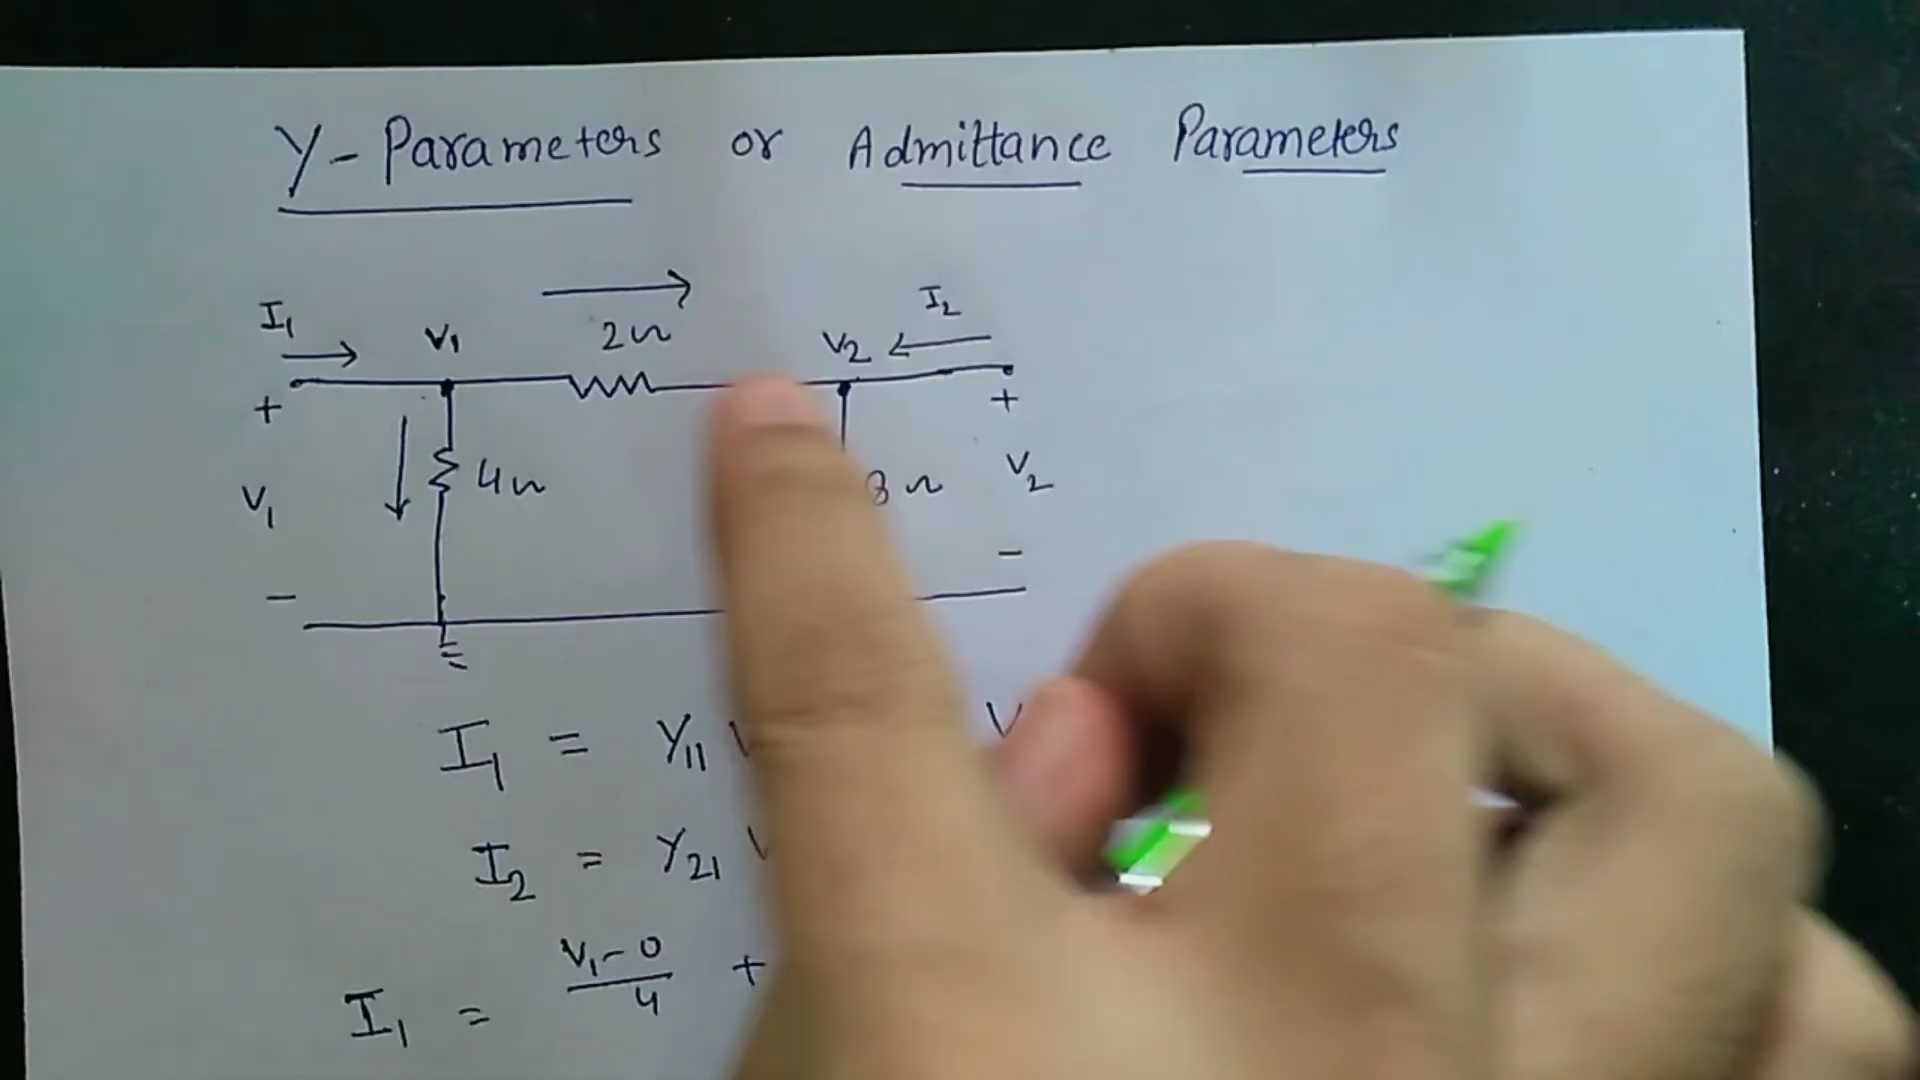 Y-Parameters or Admittance Parameters
I₁ V₁ 2Ω V₂ I₂
+ +
V₁ 4Ω Ω V₂
- -
I₁ = Y₁₁ V
I₂ = Y₂₁
I₁ = V₁-0/4 +